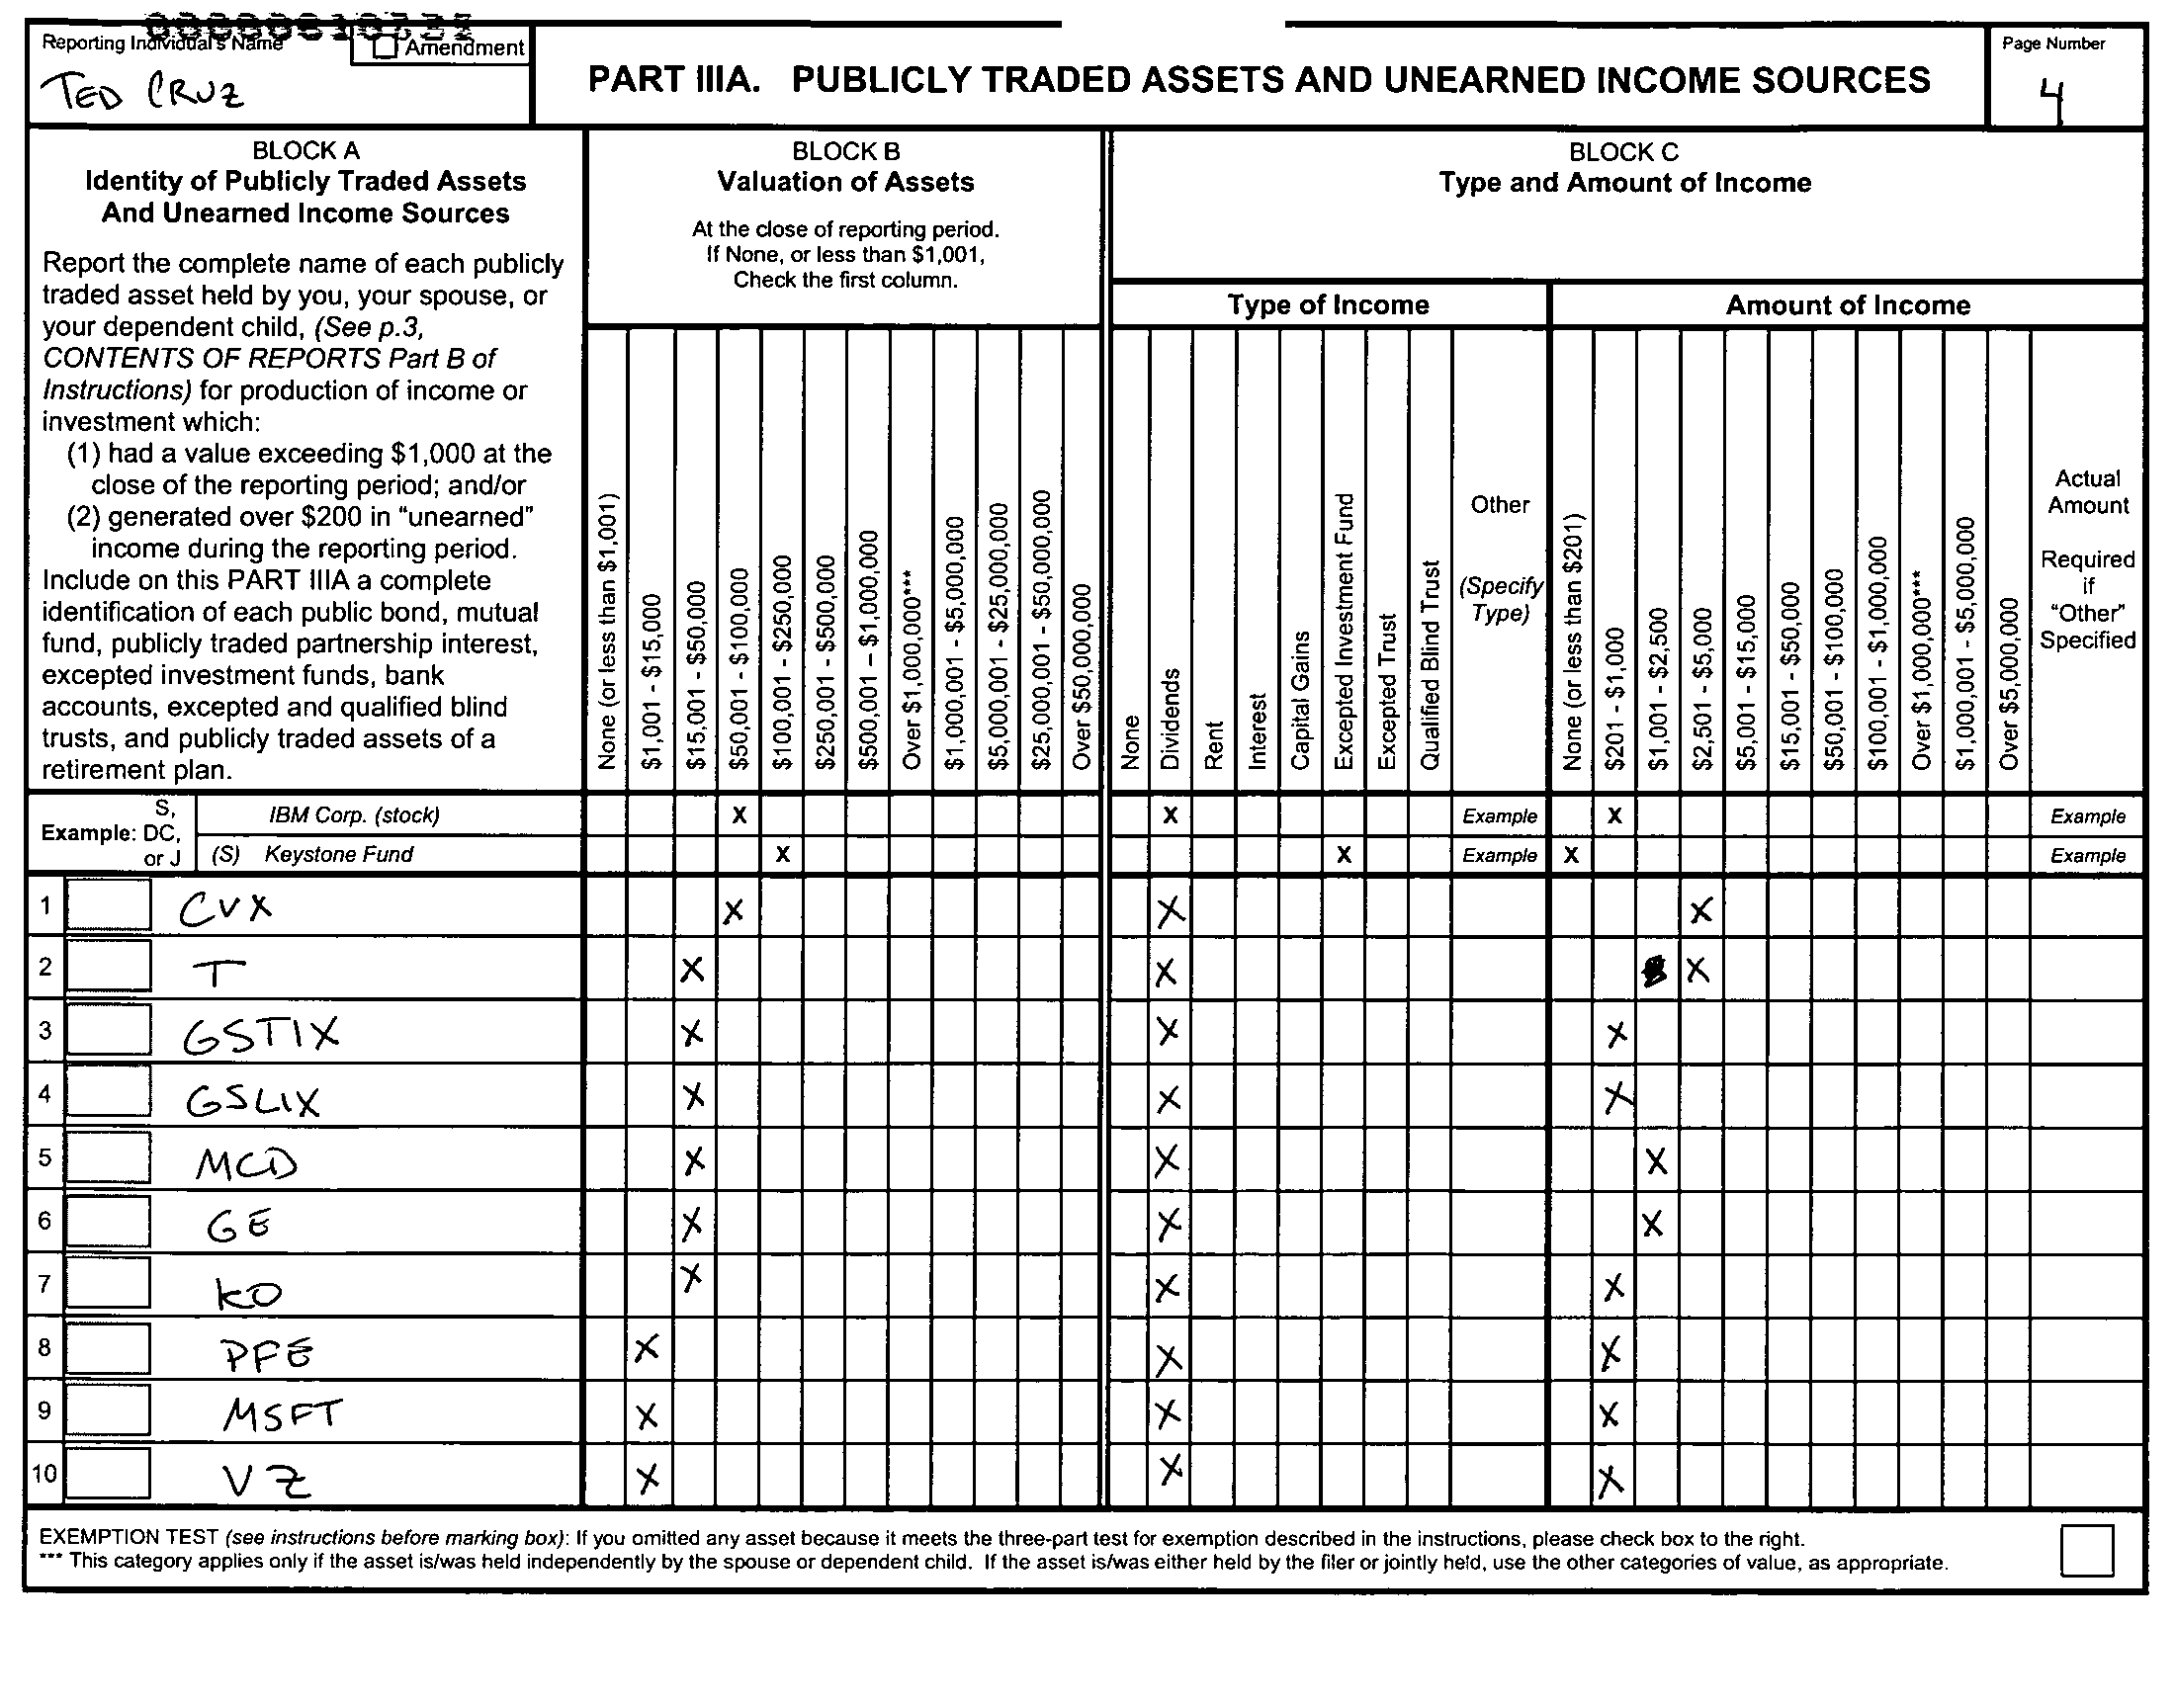 Reporting Individual's Name
Amendment
TED CRUZ
PART IIIA. PUBLICLY TRADED ASSETS AND UNEARNED INCOME SOURCES
Page Number
4
BLOCK A
Identity of Publicly Traded Assets
And Unearned Income Sources
Report the complete name of each publicly
traded asset held by you, your spouse, or
your dependent child, (See p.3,
CONTENTS OF REPORTS Part B of
Instructions) for production of income or
investment which:
(1) had a value exceeding $1,000 at the
close of the reporting period; and/or
(2) generated over $200 in "unearned"
income during the reporting period.
Include on this PART IIIA a complete
identification of each public bond, mutual
fund, publicly traded partnership interest,
excepted investment funds, bank
accounts, excepted and qualified blind
trusts, and publicly traded assets of a
retirement plan.
BLOCK B
Valuation of Assets
At the close of reporting period.
If None, or less than $1,001,
Check the first column.
None (or less than $1,001)
$1,001 - $15,000
$15,001 - $50,000
$50,001 - $100,000
$100,001 - $250,000
$250,001 - $500,000
$500,001 – $1,000,000
Over $1,000,000***
$1,000,001 - $5,000,000
$5,000,001 - $25,000,000
$25,000,001 - $50,000,000
Over $50,000,000
BLOCK C
Type and Amount of Income
Type of Income
None
Dividends
Rent
Interest
Capital Gains
Excepted Investment Fund
Excepted Trust
Qualified Blind Trust
Other
(Specify
Type)
Amount of Income
None (or less than $201)
$201 - $1,000
$1,001 - $2,500
$2,501 - $5,000
$5,001 - $15,000
$15,001 - $50,000
$50,001 - $100,000
$100,001 - $1,000,000
Over $1,000,000***
$1,000,001 - $5,000,000
Over $5,000,000
Actual
Amount
Required
if
"Other"
Specified
Example: S, DC, or J
IBM Corp. (stock) X X Example X Example
(S) Keystone Fund X X Example X Example
1 CVX X X X
2 T X X X
3 GSTIX X X X
4 GSLIX X X X
5 MCD X X X
6 GE X X X
7 KO X X X
8 PFE X X X
9 MSFT X X X
10 VZ X X X
EXEMPTION TEST (see instructions before marking box): If you omitted any asset because it meets the three-part test for exemption described in the instructions, please check box to the right.
*** This category applies only if the asset is/was held independently by the spouse or dependent child. If the asset is/was either held by the filer or jointly held, use the other categories of value, as appropriate.